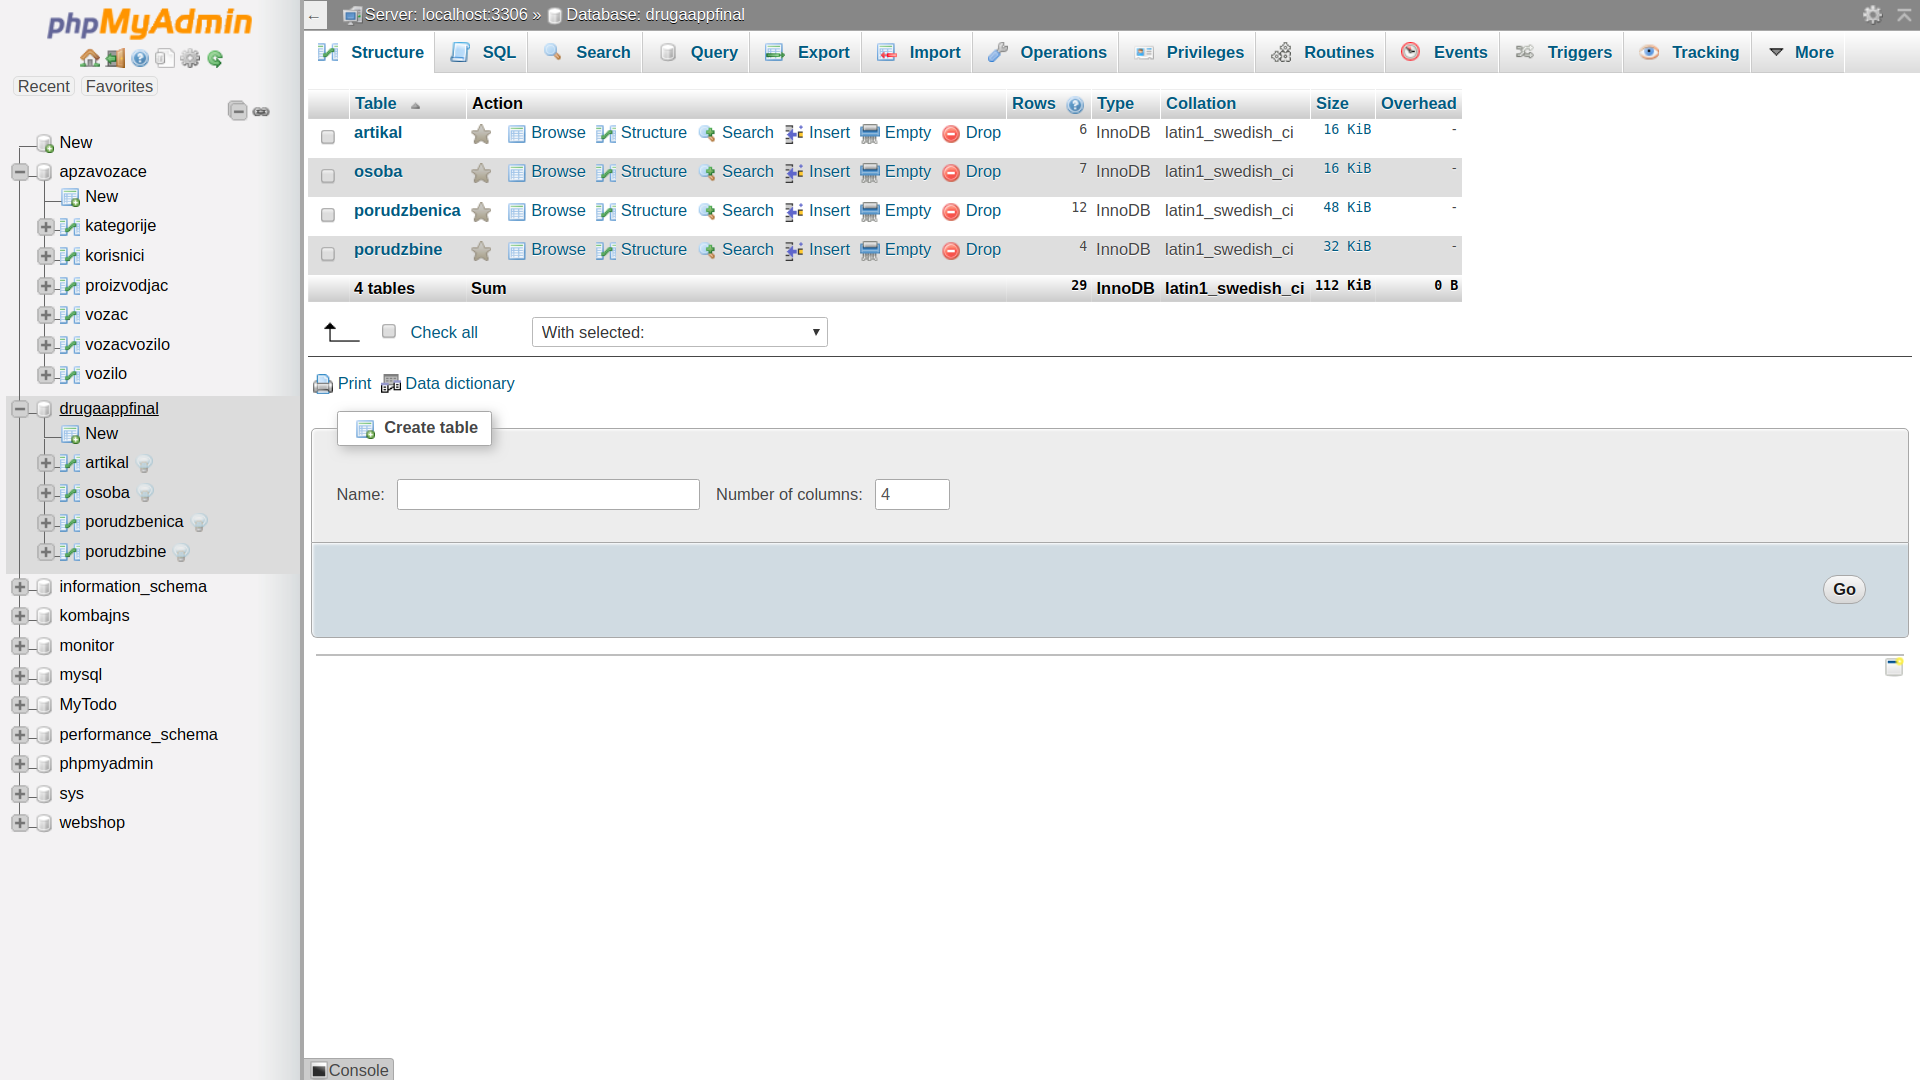 phpMyAdmin
Recent Favorites
New
apzavozace
New
kategorije
korisnici
proizvodjac
vozac
vozacvozilo
vozilo
drugaappfinal
New
artikal
osoba
porudzbenica
porudzbine
information_schema
kombajns
monitor
mysql
MyTodo
performance_schema
phpmyadmin
sys
webshop
← Server: localhost:3306 » Database: drugaappfinal
Structure SQL Search Query Export Import Operations Privileges Routines Events Triggers Tracking More
Table Action Rows Type Collation Size Overhead
artikal Browse Structure Search Insert Empty Drop 6 InnoDB latin1_swedish_ci 16 KiB -
osoba Browse Structure Search Insert Empty Drop 7 InnoDB latin1_swedish_ci 16 KiB -
porudzbenica Browse Structure Search Insert Empty Drop 12 InnoDB latin1_swedish_ci 48 KiB -
porudzbine Browse Structure Search Insert Empty Drop 4 InnoDB latin1_swedish_ci 32 KiB -
4 tables Sum 29 InnoDB latin1_swedish_ci 112 KiB 0 B
Check all With selected:
Print Data dictionary
Create table
Name: Number of columns: 4
Go
Console